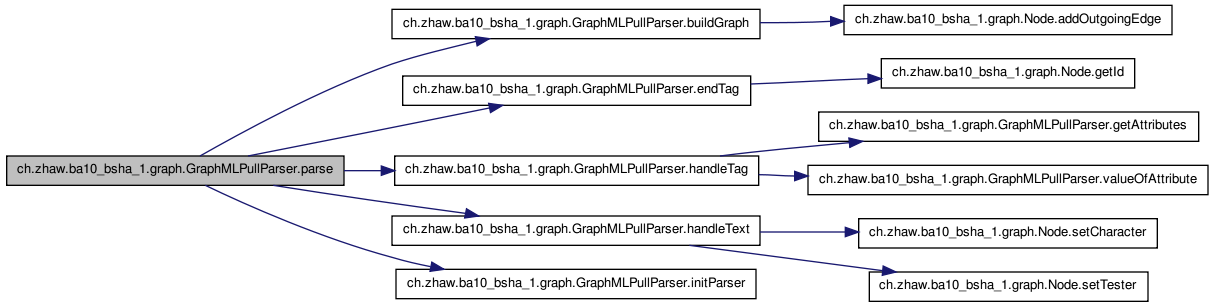 ch.zhaw.ba10_bsha_1.graph.GraphMLPullParser.parse
ch.zhaw.ba10_bsha_1.graph.GraphMLPullParser.buildGraph
ch.zhaw.ba10_bsha_1.graph.Node.addOutgoingEdge
ch.zhaw.ba10_bsha_1.graph.GraphMLPullParser.endTag
ch.zhaw.ba10_bsha_1.graph.Node.getId
ch.zhaw.ba10_bsha_1.graph.GraphMLPullParser.handleTag
ch.zhaw.ba10_bsha_1.graph.GraphMLPullParser.getAttributes
ch.zhaw.ba10_bsha_1.graph.GraphMLPullParser.valueOfAttribute
ch.zhaw.ba10_bsha_1.graph.GraphMLPullParser.handleText
ch.zhaw.ba10_bsha_1.graph.Node.setCharacter
ch.zhaw.ba10_bsha_1.graph.Node.setTester
ch.zhaw.ba10_bsha_1.graph.GraphMLPullParser.initParser